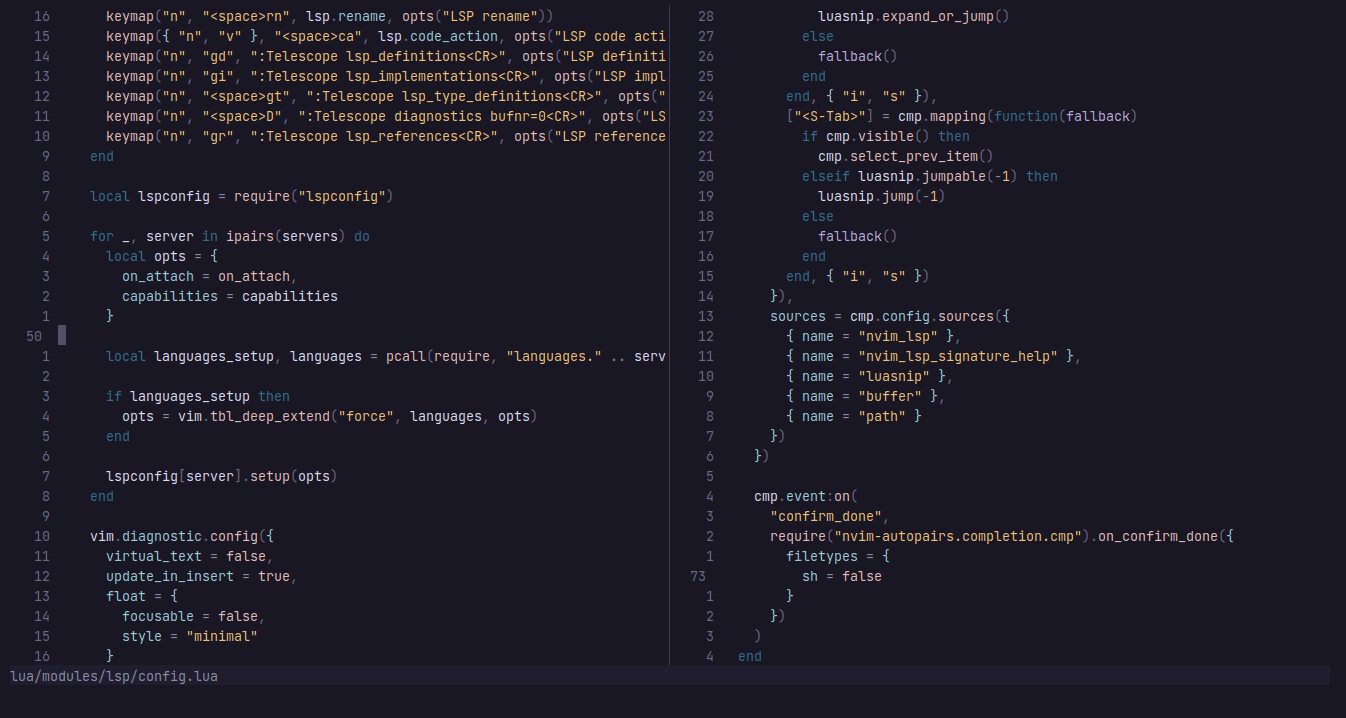 16 keymap("n", "<space>rn", lsp.rename, opts("LSP rename"))
15 keymap({ "n", "v" }, "<space>ca", lsp.code_action, opts("LSP code acti
14 keymap("n", "gd", ":Telescope lsp_definitions<CR>", opts("LSP definiti
13 keymap("n", "gi", ":Telescope lsp_implementations<CR>", opts("LSP impl
12 keymap("n", "<space>gt", ":Telescope lsp_type_definitions<CR>", opts("
11 keymap("n", "<space>D", ":Telescope diagnostics bufnr=0<CR>", opts("LS
10 keymap("n", "gr", ":Telescope lsp_references<CR>", opts("LSP reference
9 end
8
7 local lspconfig = require("lspconfig")
6
5 for _, server in ipairs(servers) do
4 local opts = {
3 on_attach = on_attach,
2 capabilities = capabilities
1 }
50
1 local languages_setup, languages = pcall(require, "languages." .. serv
2
3 if languages_setup then
4 opts = vim.tbl_deep_extend("force", languages, opts)
5 end
6
7 lspconfig[server].setup(opts)
8 end
9
10 vim.diagnostic.config({
11 virtual_text = false,
12 update_in_insert = true,
13 float = {
14 focusable = false,
15 style = "minimal"
16 }
28 luasnip.expand_or_jump()
27 else
26 fallback()
25 end
24 end, { "i", "s" }),
23 ["<S-Tab>"] = cmp.mapping(function(fallback)
22 if cmp.visible() then
21 cmp.select_prev_item()
20 elseif luasnip.jumpable(-1) then
19 luasnip.jump(-1)
18 else
17 fallback()
16 end
15 end, { "i", "s" })
14 }),
13 sources = cmp.config.sources({
12 { name = "nvim_lsp" },
11 { name = "nvim_lsp_signature_help" },
10 { name = "luasnip" },
9 { name = "buffer" },
8 { name = "path" }
7 })
6 })
5
4 cmp.event:on(
3 "confirm_done",
2 require("nvim-autopairs.completion.cmp").on_confirm_done({
1 filetypes = {
73 sh = false
1 }
2 })
3 )
4 end
lua/modules/lsp/config.lua